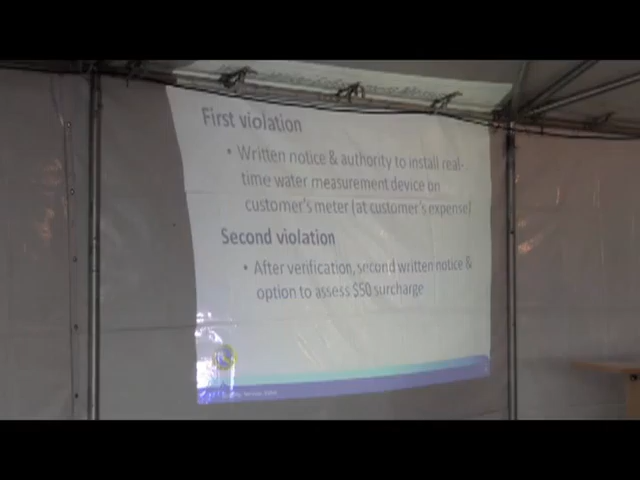 First violation
• Written notice & authority to install real-
time water measurement device on
customer's meter (at customer's expense)
Second violation
• After verification, second written notice &
option to assess $50 surcharge